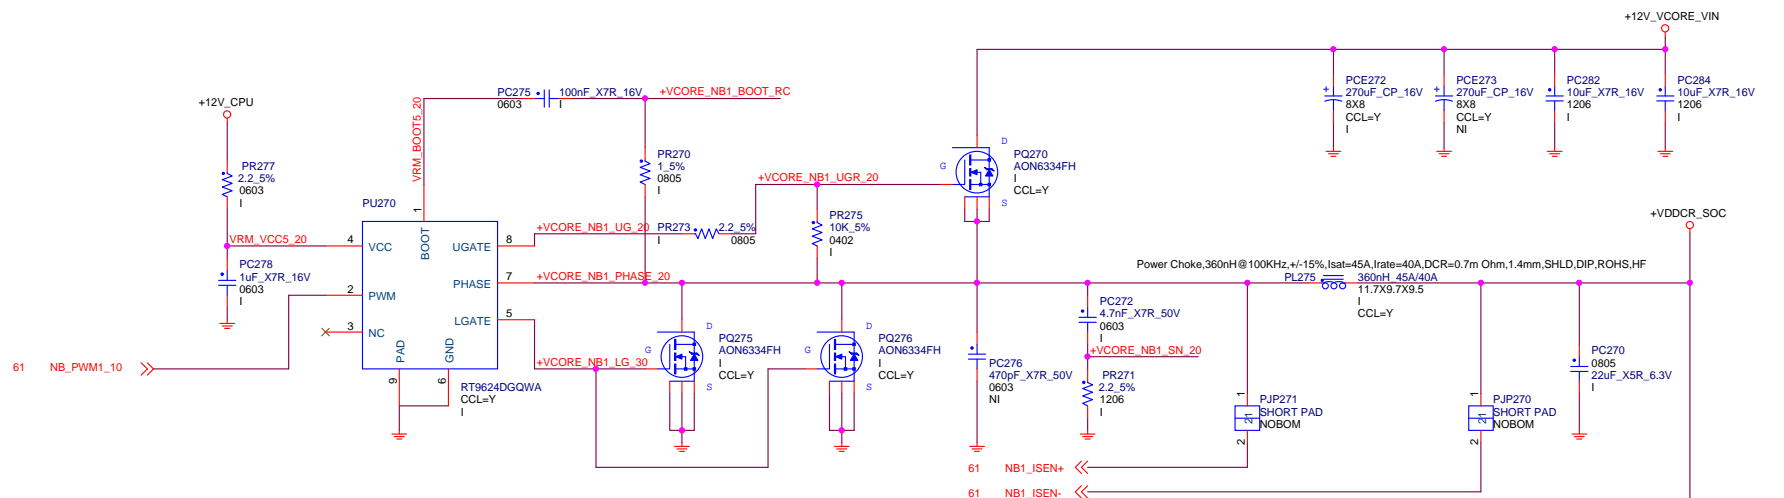 +12V_VCORE_VIN
PCE272
270uF_CP_16V
8X8
CCL=Y
I
PCE273
270uF_CP_16V
8X8
CCL=Y
NI
PC282
10uF_X7R_16V
1206
I
PC284
10uF_X7R_16V
1206
I
+12V_CPU
PR277
2.2_5%
0603
I
VRM_VCC5_20
PC278
1uF_X7R_16V
0603
I
VRM_BOOT5_20
PC275
0603
100nF_X7R_16V
I
+VCORE_NB1_BOOT_RC
PR270
1_5%
0805
I
PU270
1
BOOT
4
VCC
UGATE
8
2
PWM
PHASE
7
3
NC
LGATE
5
PAD
GND
9
6
RT9624DGQWA
CCL=Y
I
61
NB_PWM1_10
+VCORE_NB1_UG_20
PR273
I
2.2_5%
0805
+VCORE_NB1_UGR_20
PR275
10K_5%
0402
I
+VCORE_NB1_PHASE_20
+VCORE_NB1_LG_30
D
G
S
PQ270
AON6334FH
I
CCL=Y
D
G
S
PQ275
AON6334FH
I
CCL=Y
D
G
S
PQ276
AON6334FH
I
CCL=Y
PC276
470pF_X7R_50V
0603
NI
PC272
4.7nF_X7R_50V
0603
I
+VCORE_NB1_SN_20
PR271
2.2_5%
1206
I
+VDDCR_SOC
Power Choke,360nH@100KHz,+/-15%,Isat=45A,Irate=40A,DCR=0.7m Ohm,1.4mm,SHLD,DIP,ROHS,HF
PL275
360nH_45A/40A
11.7X9.7X9.5
I
CCL=Y
1
PJP271
SHORT PAD
NOBOM
21
2
1
PJP270
SHORT PAD
NOBOM
21
2
PC270
0805
22uF_X5R_6.3V
I
61
NB1_ISEN+
61
NB1_ISEN-